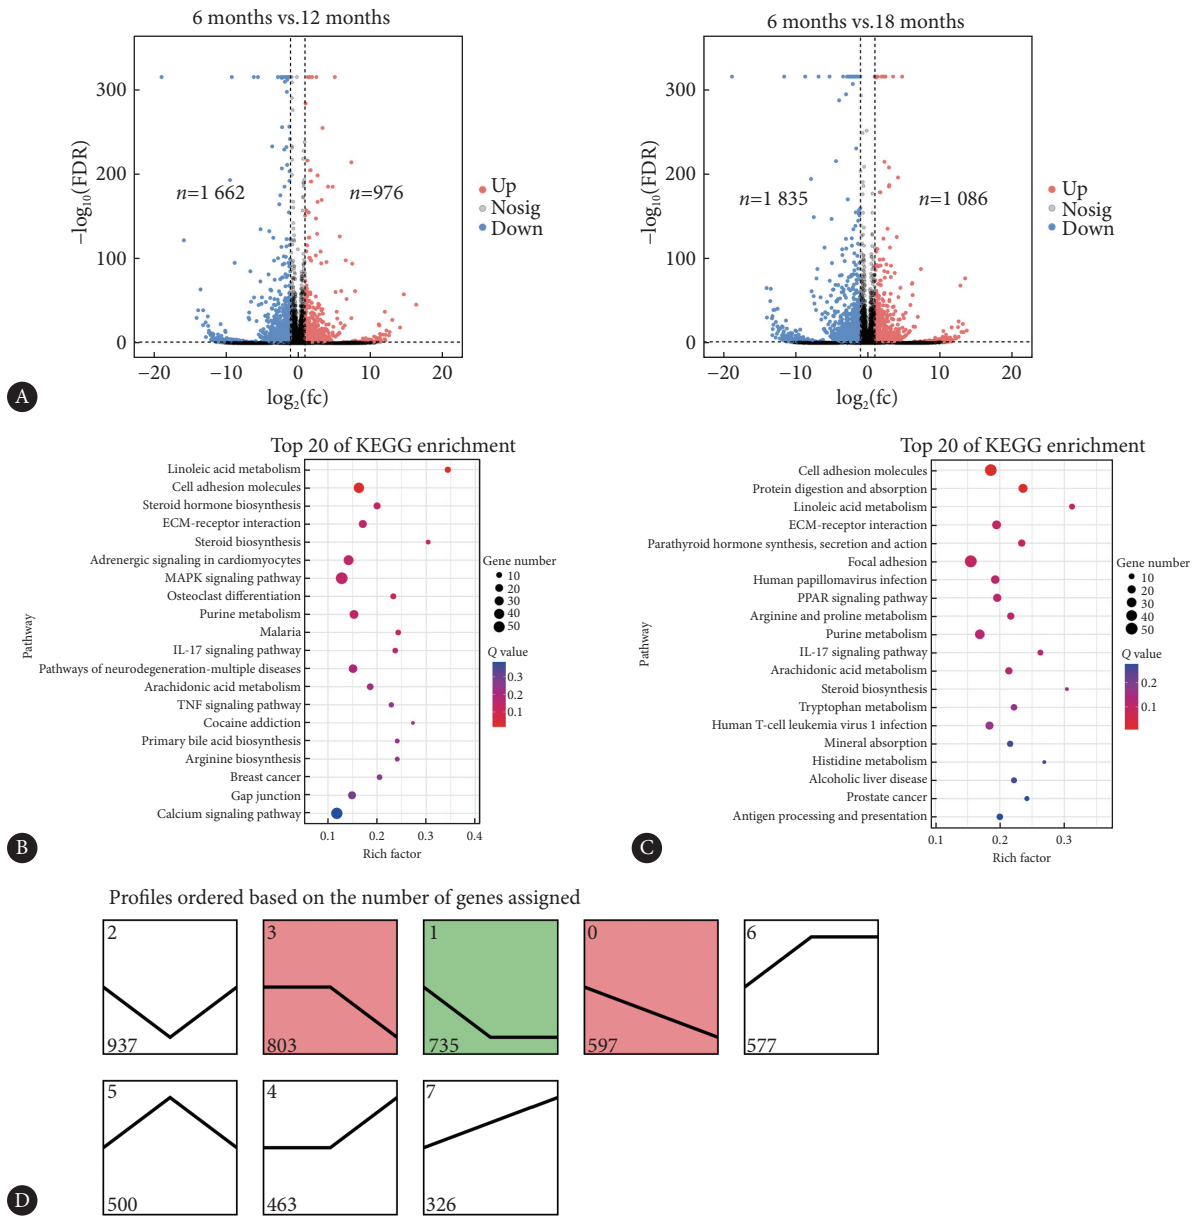 6 months vs.12 months
−log10(FDR)
300
200
100
0
n=1 662
n=976
−20
−10
0
10
20
log2(fc)
Up
Nosig
Down
6 months vs.18 months
−log10(FDR)
300
200
100
0
n=1 835
n=1 086
−20
−10
0
10
20
log2(fc)
Up
Nosig
Down
A
Top 20 of KEGG enrichment
Pathway
Linoleic acid metabolism
Cell adhesion molecules
Steroid hormone biosynthesis
ECM-receptor interaction
Steroid biosynthesis
Adrenergic signaling in cardiomyocytes
MAPK signaling pathway
Osteoclast differentiation
Purine metabolism
Malaria
IL-17 signaling pathway
Pathways of neurodegeneration-multiple diseases
Arachidonic acid metabolism
TNF signaling pathway
Cocaine addiction
Primary bile acid biosynthesis
Arginine biosynthesis
Breast cancer
Gap junction
Calcium signaling pathway
0.1
0.2
0.3
0.4
Rich factor
Gene number
10
20
30
40
50
Q value
0.3
0.2
0.1
B
Top 20 of KEGG enrichment
Pathway
Cell adhesion molecules
Protein digestion and absorption
Linoleic acid metabolism
ECM-receptor interaction
Parathyroid hormone synthesis, secretion and action
Focal adhesion
Human papillomavirus infection
PPAR signaling pathway
Arginine and proline metabolism
Purine metabolism
IL-17 signaling pathway
Arachidonic acid metabolism
Steroid biosynthesis
Tryptophan metabolism
Human T-cell leukemia virus 1 infection
Mineral absorption
Histidine metabolism
Alcoholic liver disease
Prostate cancer
Antigen processing and presentation
0.1
0.2
0.3
Rich factor
Gene number
10
20
30
40
50
Q value
0.2
0.1
C
Profiles ordered based on the number of genes assigned
2
937
3
803
1
735
0
597
6
577
5
500
4
463
7
326
D